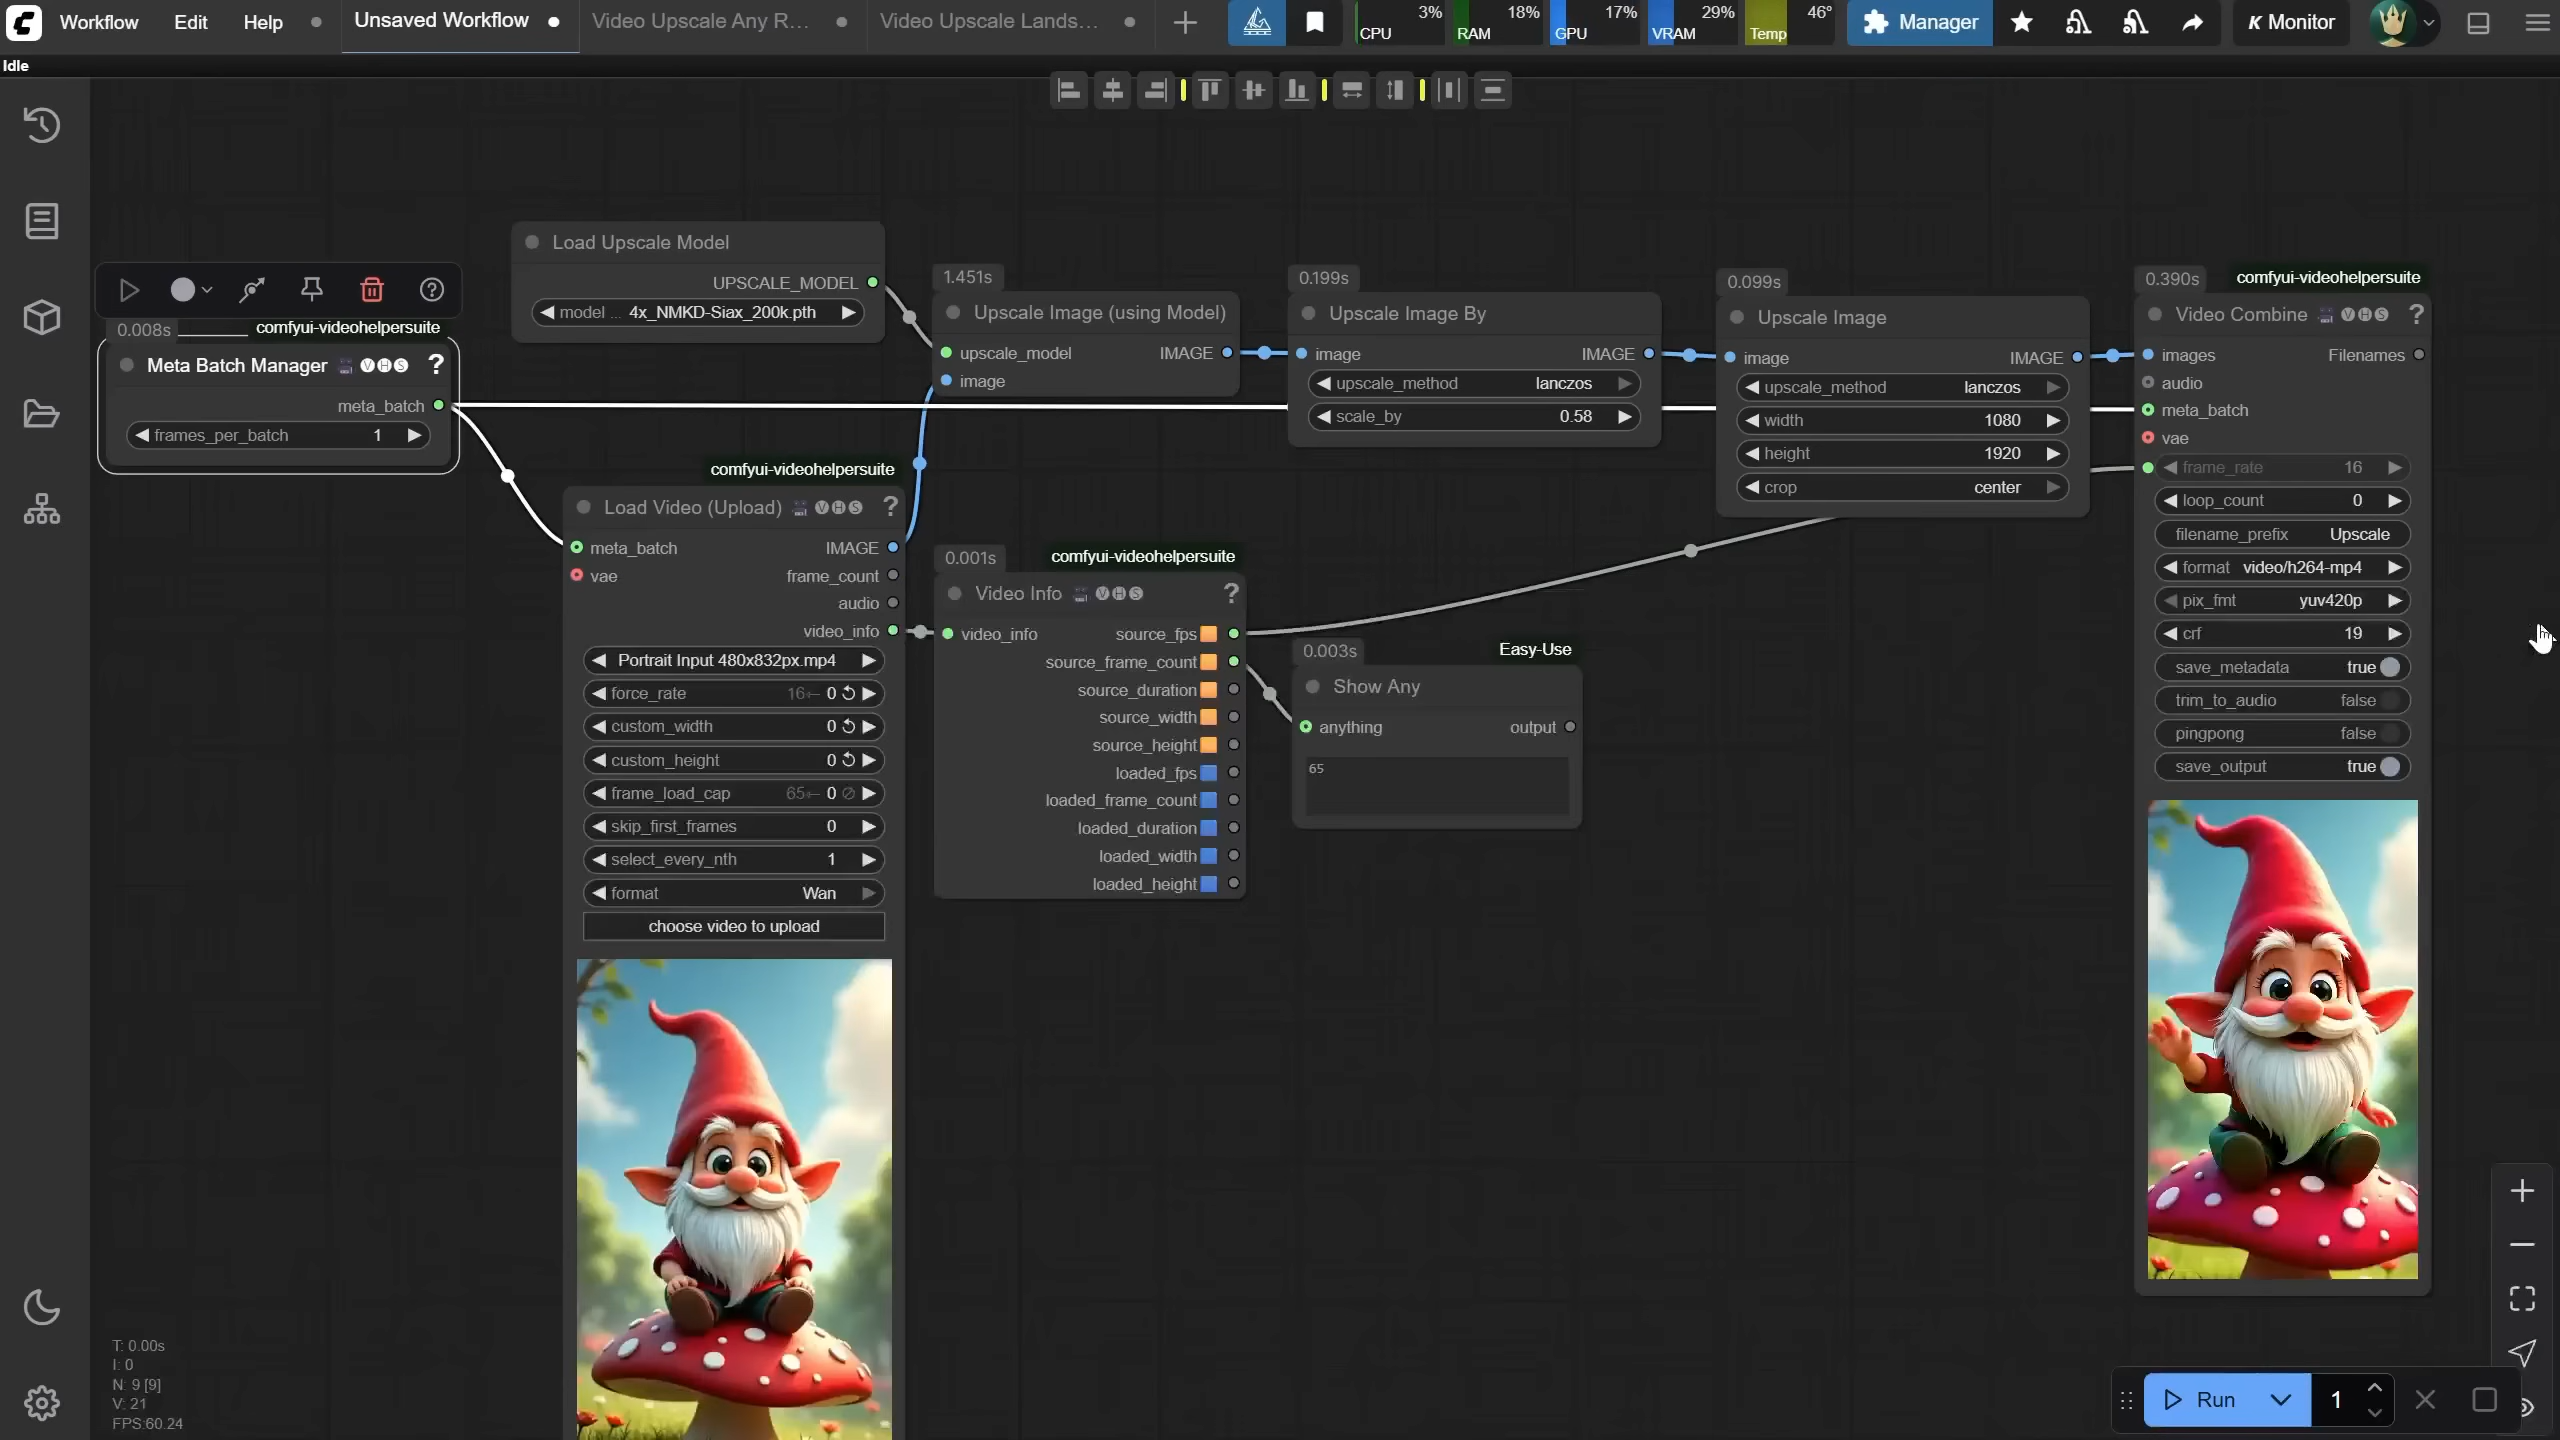 Workflow Edit Help Unsaved Workflow Video Upscale Any R... Video Upscale Lands...
3% CPU 18% RAM 17% GPU 29% VRAM 46° Temp Manager K Monitor
Idle
Load Upscale Model
UPSCALE_MODEL
model ... 4x_NMKD-Siax_200k.pth
0.008s comfyui-videohelpersuite
Meta Batch Manager VHS ?
meta_batch
frames_per_batch 1
1.451s
Upscale Image (using Model)
upscale_model IMAGE
image
0.199s
Upscale Image By
image IMAGE
upscale_method lanczos
scale_by 0.58
0.099s
Upscale Image
image IMAGE
upscale_method lanczos
width 1080
height 1920
crop center
0.390s comfyui-videohelpersuite
Video Combine VHS ?
images Filenames
audio
meta_batch
vae
frame_rate 16
loop_count 0
filename_prefix Upscale
format video/h264-mp4
pix_fmt yuv420p
crf 19
save_metadata true
trim_to_audio false
pingpong false
save_output true
comfyui-videohelpersuite
Load Video (Upload) VHS ?
meta_batch IMAGE
vae frame_count
audio
video_info
Portrait Input 480x832px.mp4
force_rate 16← 0
custom_width 0
custom_height 0
frame_load_cap 65← 0
skip_first_frames 0
select_every_nth 1
format Wan
choose video to upload
0.001s comfyui-videohelpersuite
Video Info VHS ?
video_info source_fps
source_frame_count
source_duration
source_width
source_height
loaded_fps
loaded_frame_count
loaded_duration
loaded_width
loaded_height
0.003s Easy-Use
Show Any
anything output
65
T: 0.00s
I: 0
N: 9 [9]
V: 21
FPS:60.24
Run 1